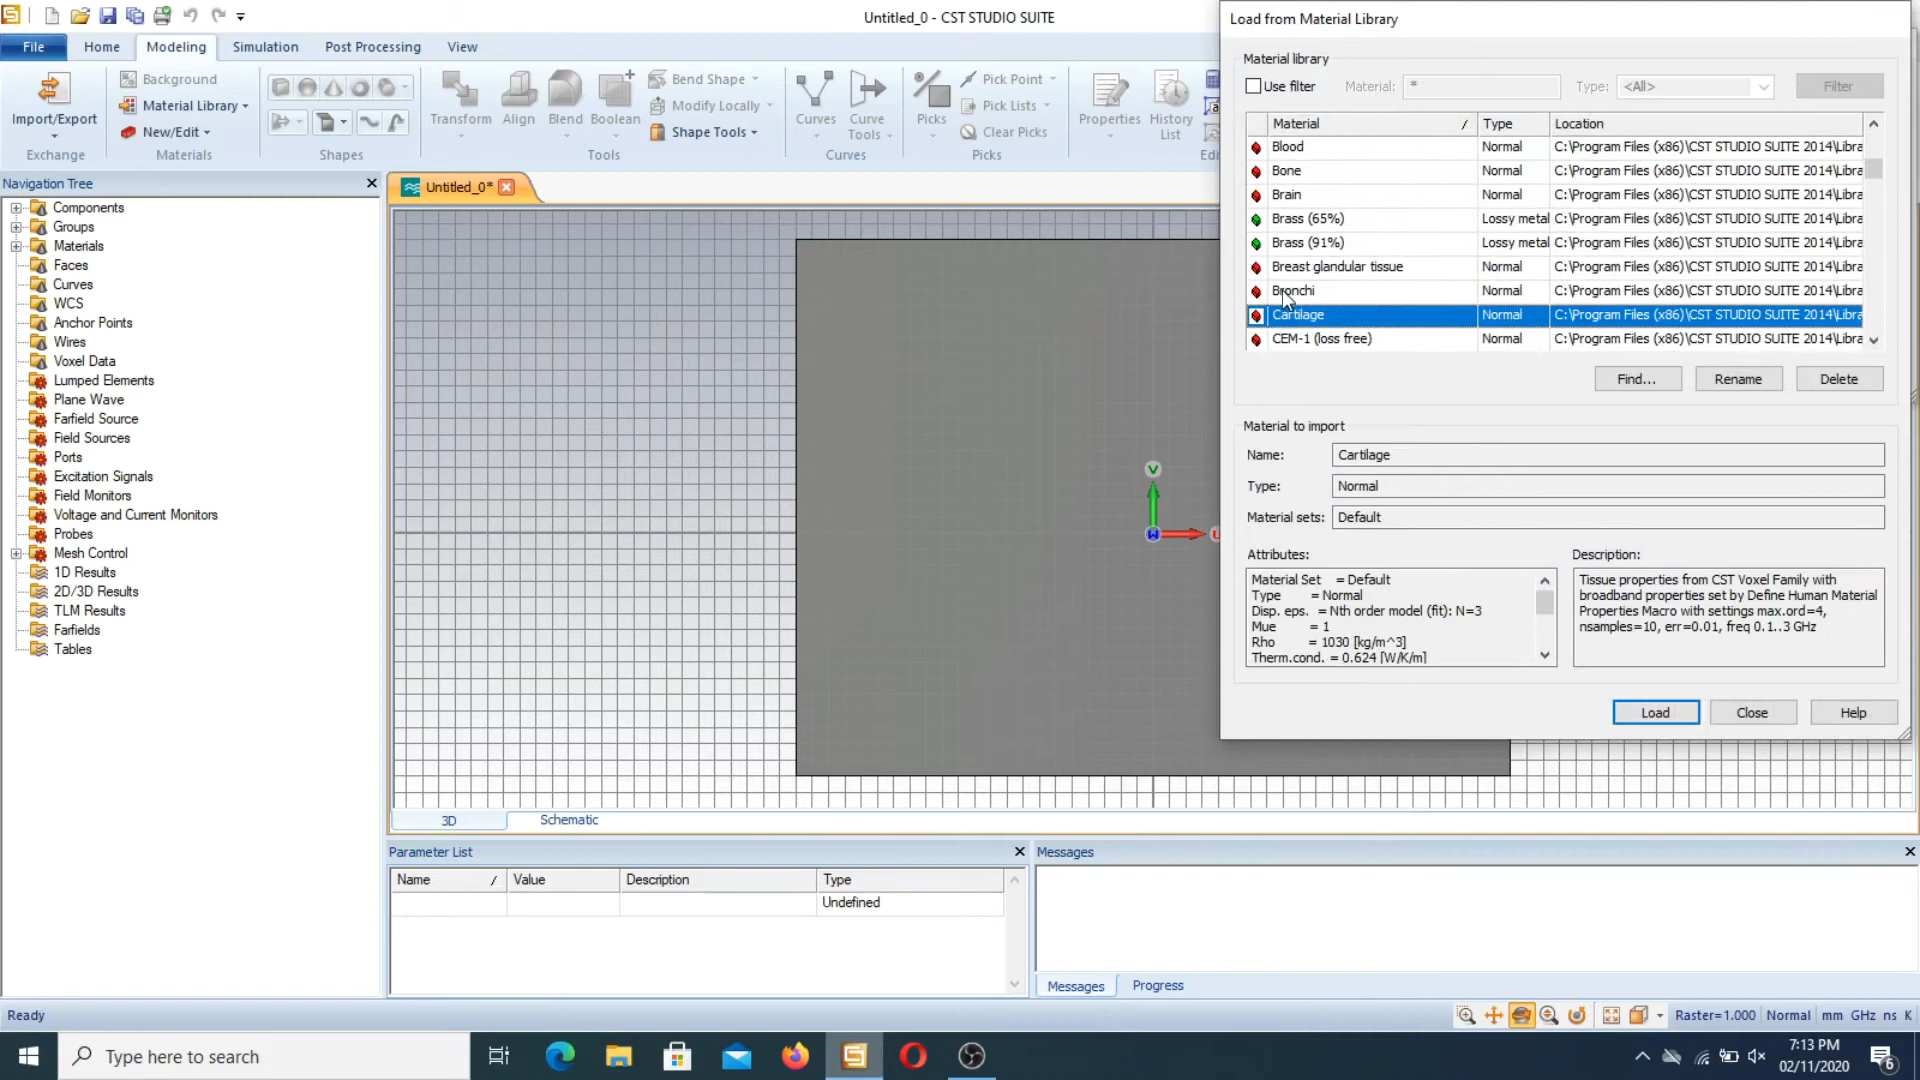 Untitled_0 - CST STUDIO SUITE
File
Home
Modeling
Simulation
Post Processing
View
Import/Export
Exchange
Background
Material Library
New/Edit
Materials
Shapes
Transform
Align
Blend
Boolean
Bend Shape
Modify Locally
Shape Tools
Tools
Curves
Curve
Tools
Curves
Picks
Pick Point
Pick Lists
Clear Picks
Picks
Properties
History
List
Navigation Tree
Components
Groups
Materials
Faces
Curves
WCS
Anchor Points
Wires
Voxel Data
Lumped Elements
Plane Wave
Farfield Source
Field Sources
Ports
Excitation Signals
Field Monitors
Voltage and Current Monitors
Probes
Mesh Control
1D Results
2D/3D Results
TLM Results
Farfields
Tables
Untitled_0*
V
W
3D
Schematic
Load from Material Library
Material library
Use filter
Material: *
Type: <All>
Filter
Material / Type Location
Blood Normal C:\Program Files (x86)\CST STUDIO SUITE 2014\Libra
Bone Normal C:\Program Files (x86)\CST STUDIO SUITE 2014\Libra
Brain Normal C:\Program Files (x86)\CST STUDIO SUITE 2014\Libra
Brass (65%) Lossy metal C:\Program Files (x86)\CST STUDIO SUITE 2014\Libra
Brass (91%) Lossy metal C:\Program Files (x86)\CST STUDIO SUITE 2014\Libra
Breast glandular tissue Normal C:\Program Files (x86)\CST STUDIO SUITE 2014\Libra
Bronchi Normal C:\Program Files (x86)\CST STUDIO SUITE 2014\Libra
Cartilage Normal C:\Program Files (x86)\CST STUDIO SUITE 2014\Libra
CEM-1 (loss free) Normal C:\Program Files (x86)\CST STUDIO SUITE 2014\Libra
Find...
Rename
Delete
Material to import
Name: Cartilage
Type: Normal
Material sets: Default
Attributes:
Material Set = Default
Type = Normal
Disp. eps. = Nth order model (fit): N=3
Mue = 1
Rho = 1030 [kg/m^3]
Therm.cond. = 0.624 [W/K/m]
Description:
Tissue properties from CST Voxel Family with
broadband properties set by Define Human Material
Properties Macro with settings max.ord=4,
nsamples=10, err=0.01, freq 0.1..3 GHz
Load
Close
Help
Parameter List
Name / Value Description Type
Undefined
Messages
Messages
Progress
Ready
Raster=1.000 Normal mm GHz ns K
Type here to search
7:13 PM
02/11/2020
6